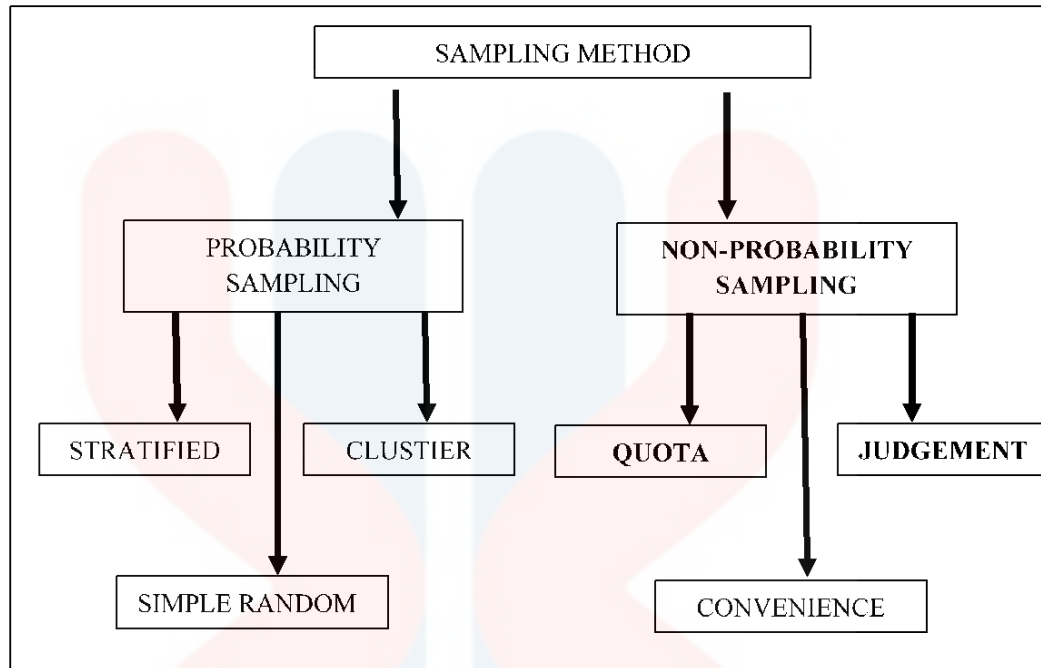 SAMPLING METHOD
PROBABILITY
SAMPLING
NON-PROBABILITY
SAMPLING
STRATIFIED
CLUSTIER
QUOTA
JUDGEMENT
SIMPLE RANDOM
CONVENIENCE